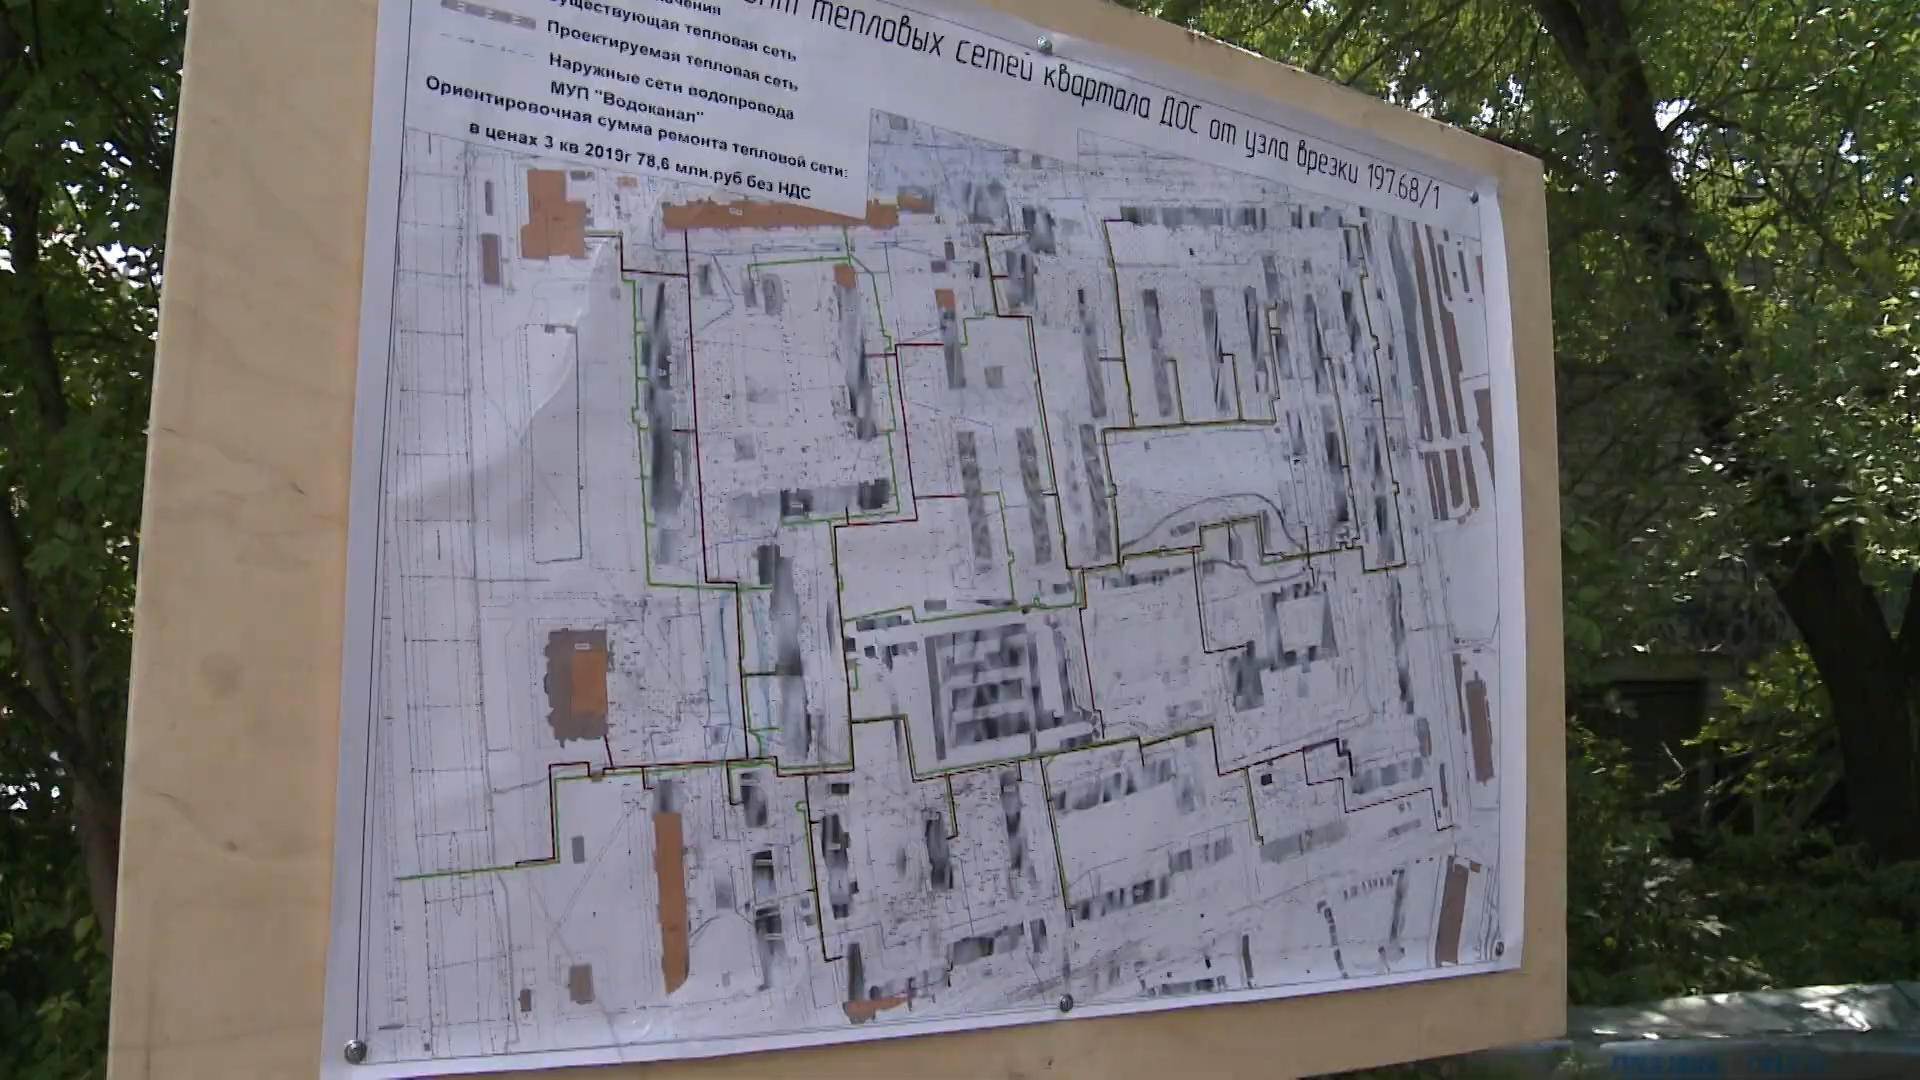 тепловых сетей квартала ДОС от узла врезки 197.68/1
существующая тепловая сеть
Проектируемая тепловая сеть
Наружные сети водопровода
МУП "Водоканал"
Ориентировочная сумма ремонта тепловой сети:
в ценах 3 кв 2019г 78,6 млн.руб без НДС